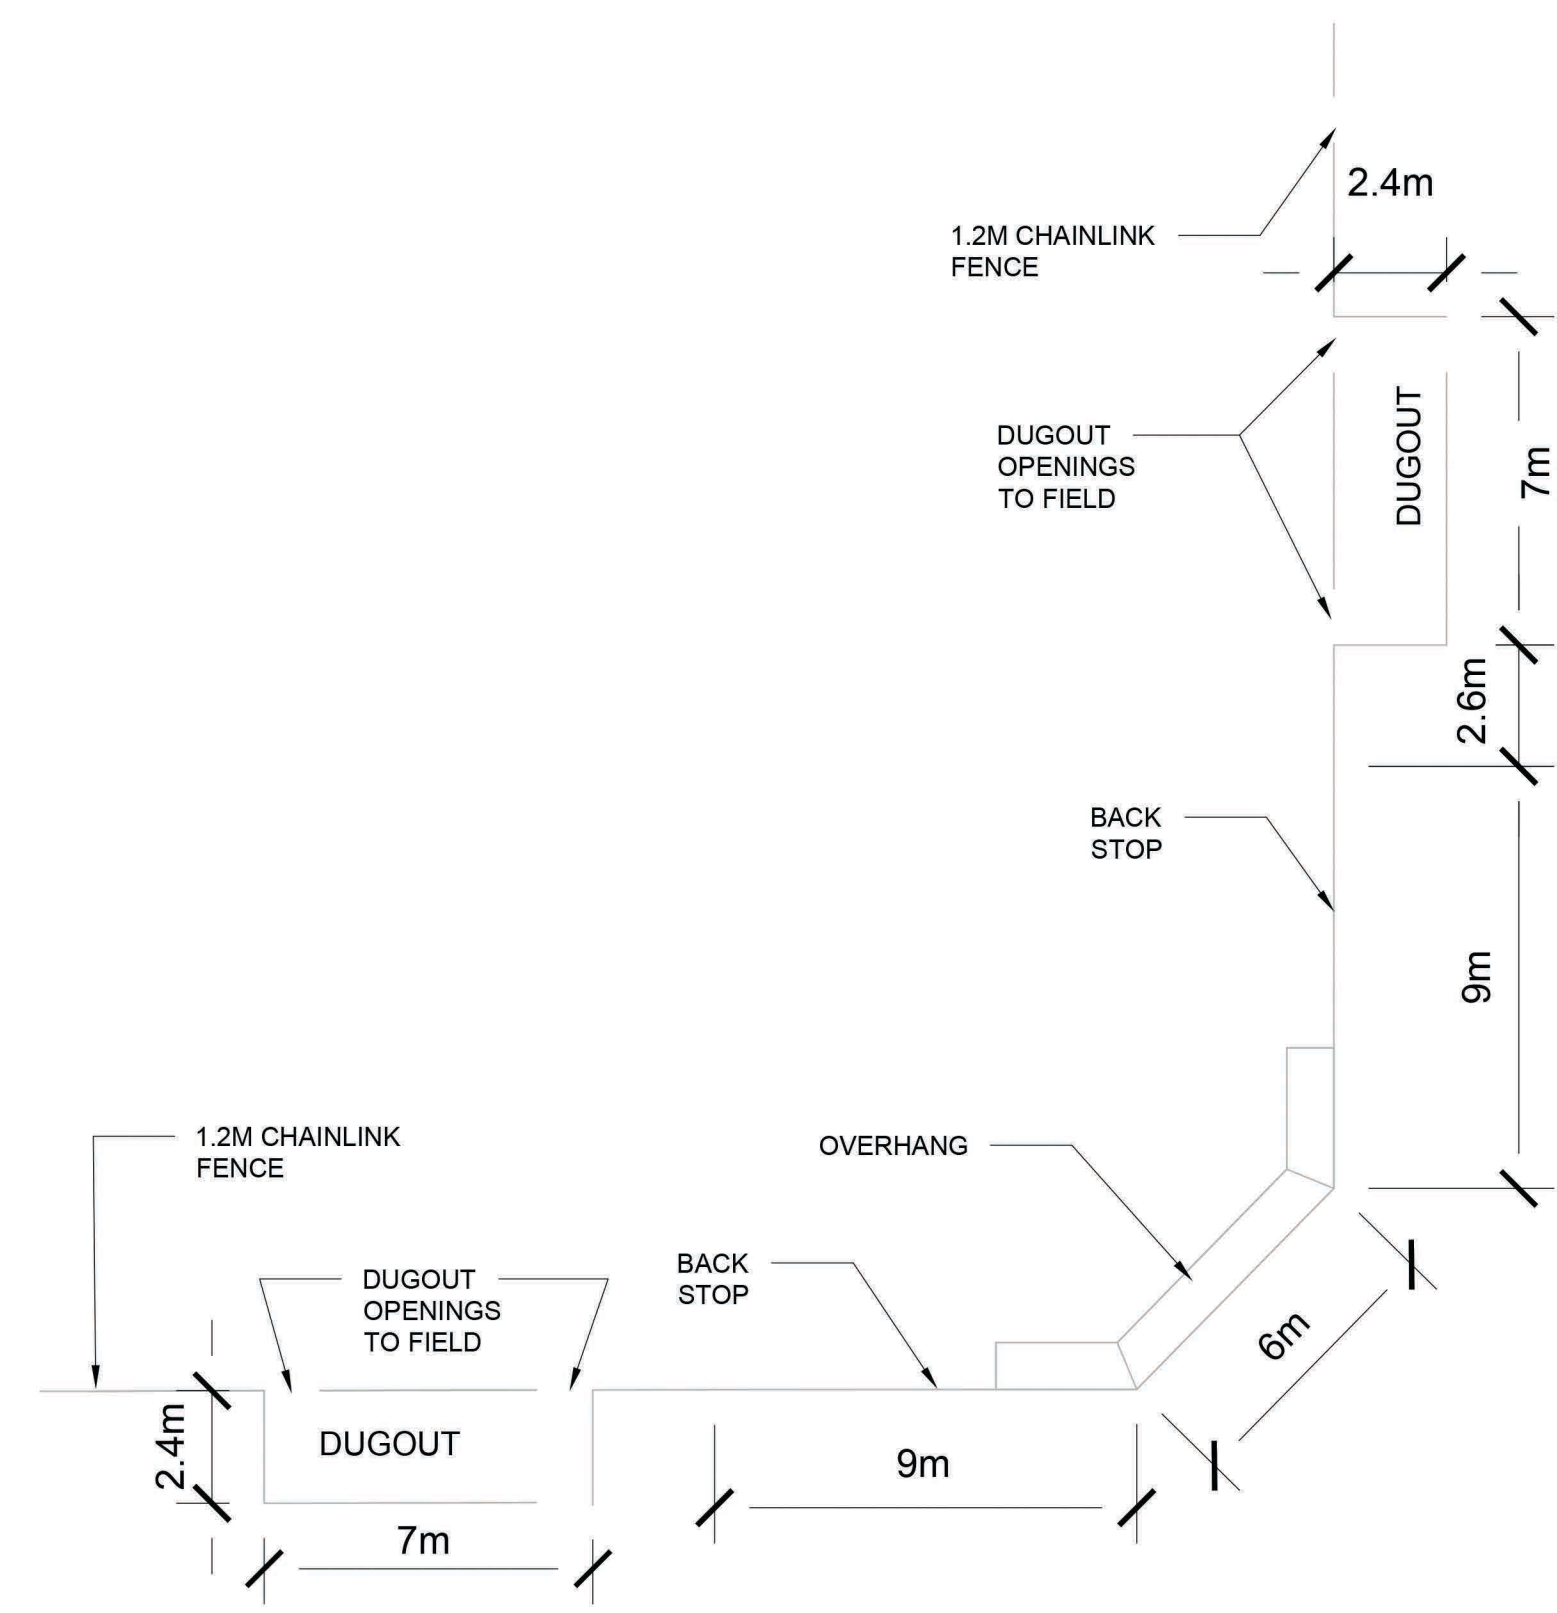 2.4m
1.2M CHAINLINK
FENCE
DUGOUT
OPENINGS
TO FIELD
DUGOUT
7m
2.6m
BACK
STOP
9m
1.2M CHAINLINK
FENCE
OVERHANG
BACK
STOP
DUGOUT
OPENINGS
TO FIELD
6m
2.4m
DUGOUT
9m
7m